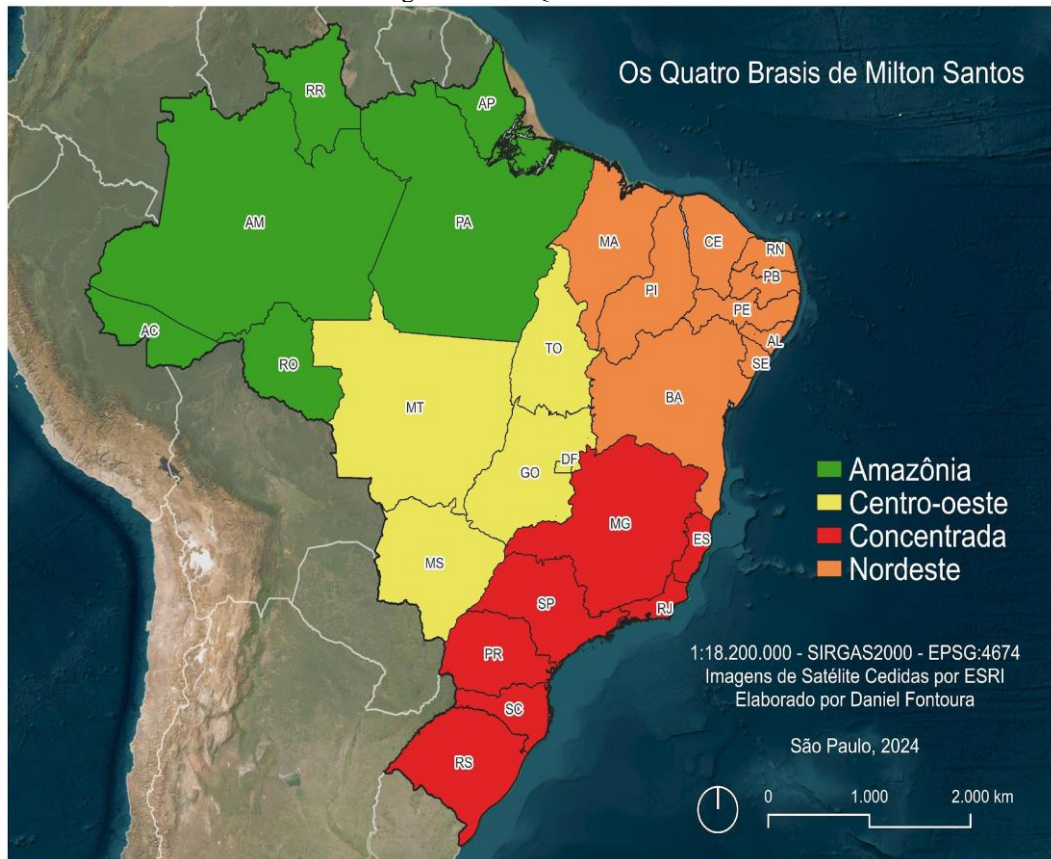 Os Quatro Brasis de Milton Santos
RR
AP
AM
PA
MA
CE
RN
PB
PI
PE
AC
AL
RO
TO
SE
MT
BA
DF
GO
Amazônia
Centro-oeste
MG
ES
Concentrada
MS
Nordeste
SP
RJ
PR
1:18.200.000 - SIRGAS2000 - EPSG:4674
Imagens de Satélite Cedidas por ESRI
Elaborado por Daniel Fontoura
SC
São Paulo, 2024
RS
0 1.000 2.000 km